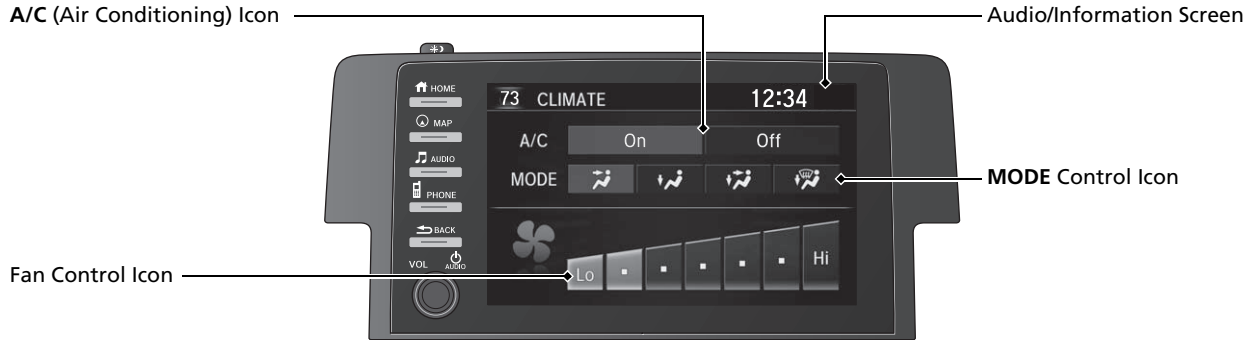 A/C (Air Conditioning) Icon
Audio/Information Screen
HOME
73 CLIMATE 12:34
MAP
A/C On Off
AUDIO
MODE
MODE Control Icon
PHONE
BACK
VOL AUDIO
Lo Hi
Fan Control Icon